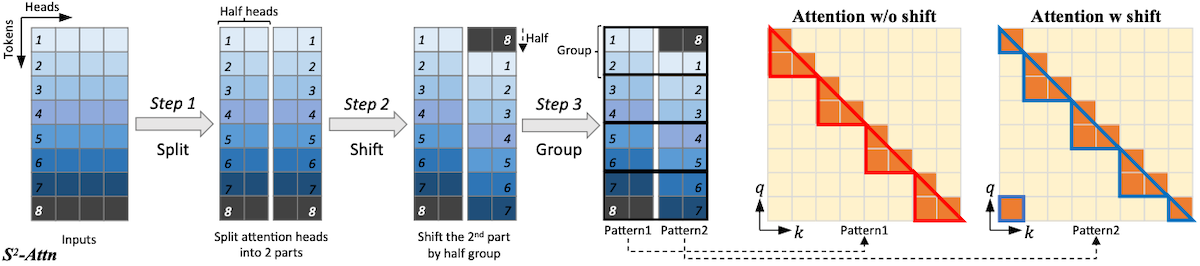 Heads
Tokens
1
2
3
4
5
6
7
8
Inputs
S²-Attn
Step 1
Split
Half heads
1 1
2 2
3 3
4 4
5 5
6 6
7 7
8 8
Split attention heads
into 2 parts
Step 2
Shift
1 8
2 1
3 2
4 3
5 4
6 5
7 6
8 7
Half
Shift the 2nd part
by half group
Step 3
Group
Group
1 8
2 1
3 2
4 3
5 4
6 5
7 6
8 7
Pattern1 Pattern2
Attention w/o shift
q
k
Pattern1
Attention w shift
q
k
Pattern2